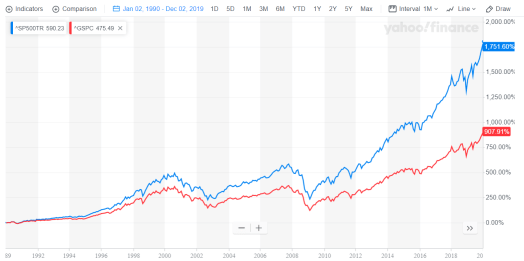 Indicators Comparison Jan 02, 1990 - Dec 02, 2019 1D 5D 1M 3M 6M YTD 1Y 2Y 5Y Max Interval 1M Line Draw
^SP500TR 590.23 ^GSPC 475.49
yahoo/finance
2,000.00%
1,751.60%
1,500.00%
1,250.00%
1,000.00%
907.91%
750.00%
500.00%
250.00%
0.00%
89 1992 1994 1996 1998 2000 2002 2004 2006 2008 2010 2012 2014 2016 2018 20